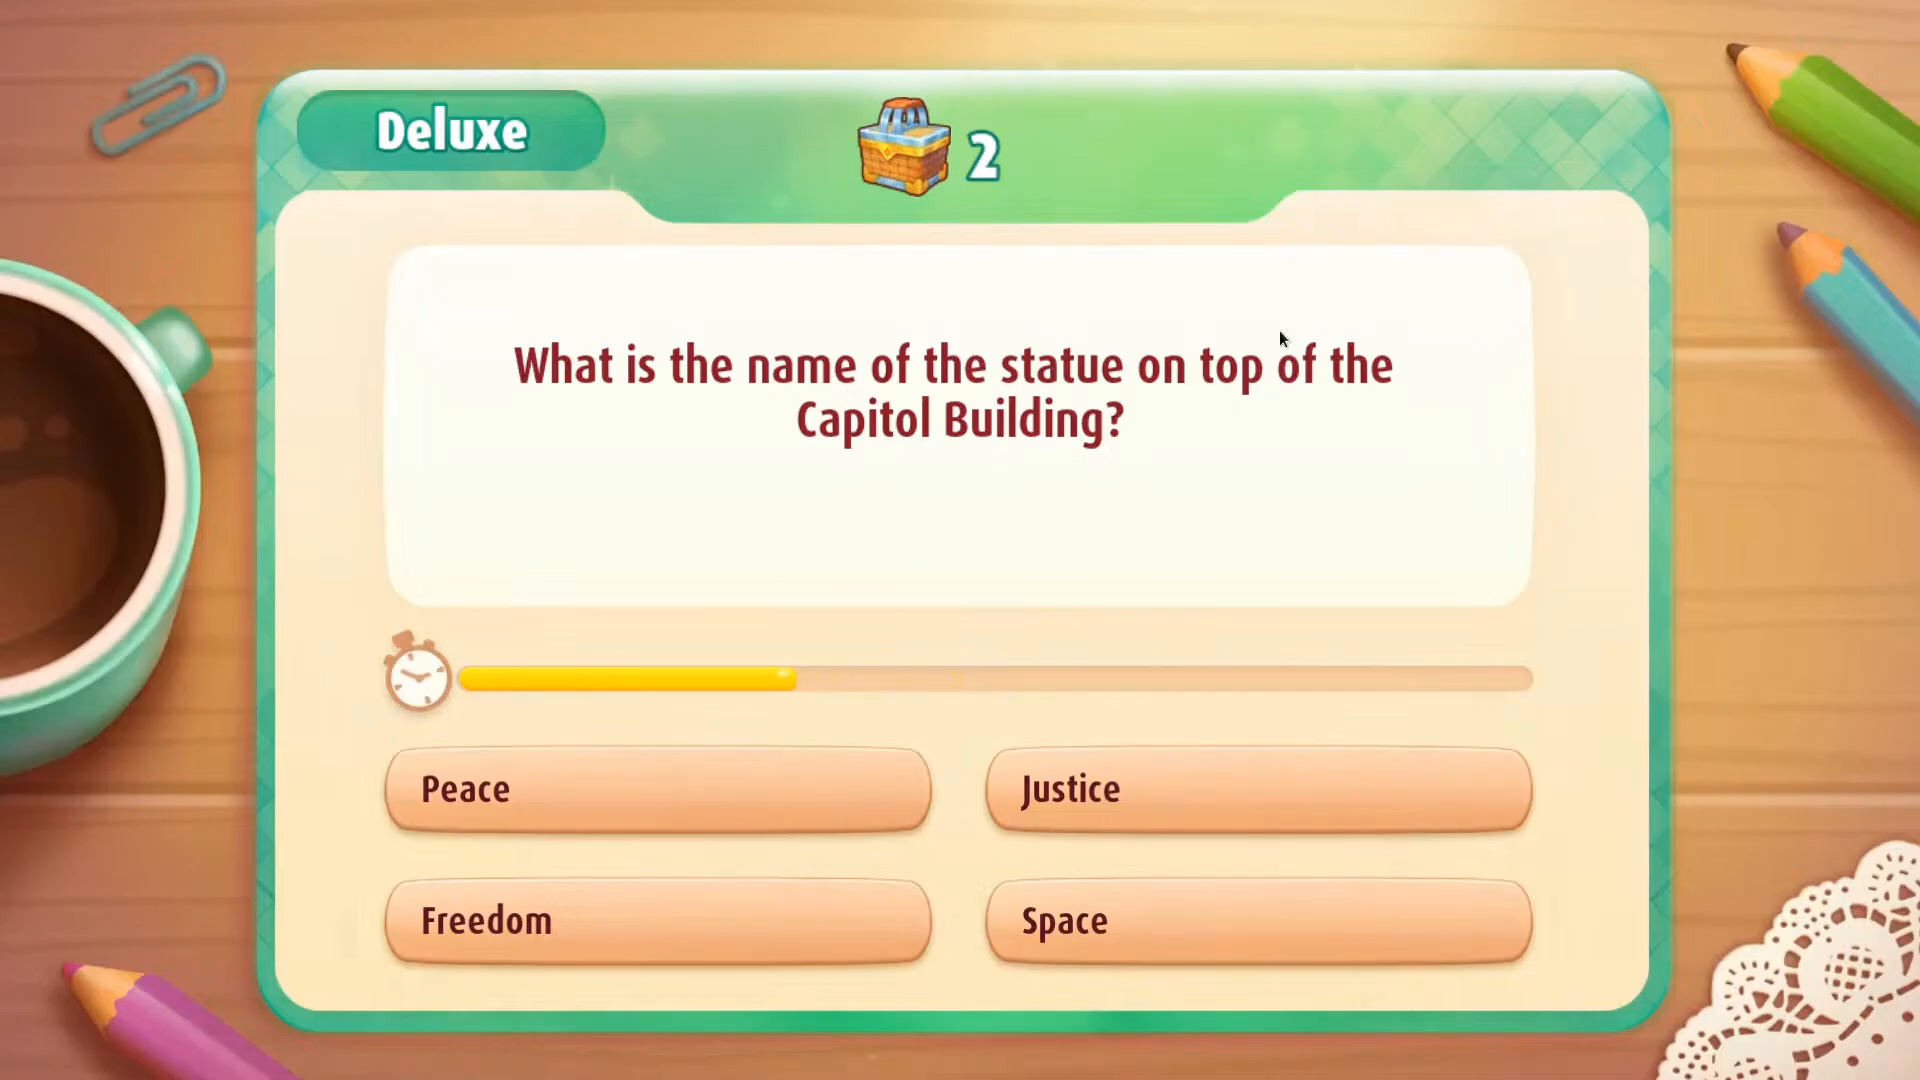 Deluxe
2
What is the name of the statue on top of the
Capitol Building?
Peace
Justice
Freedom
Space